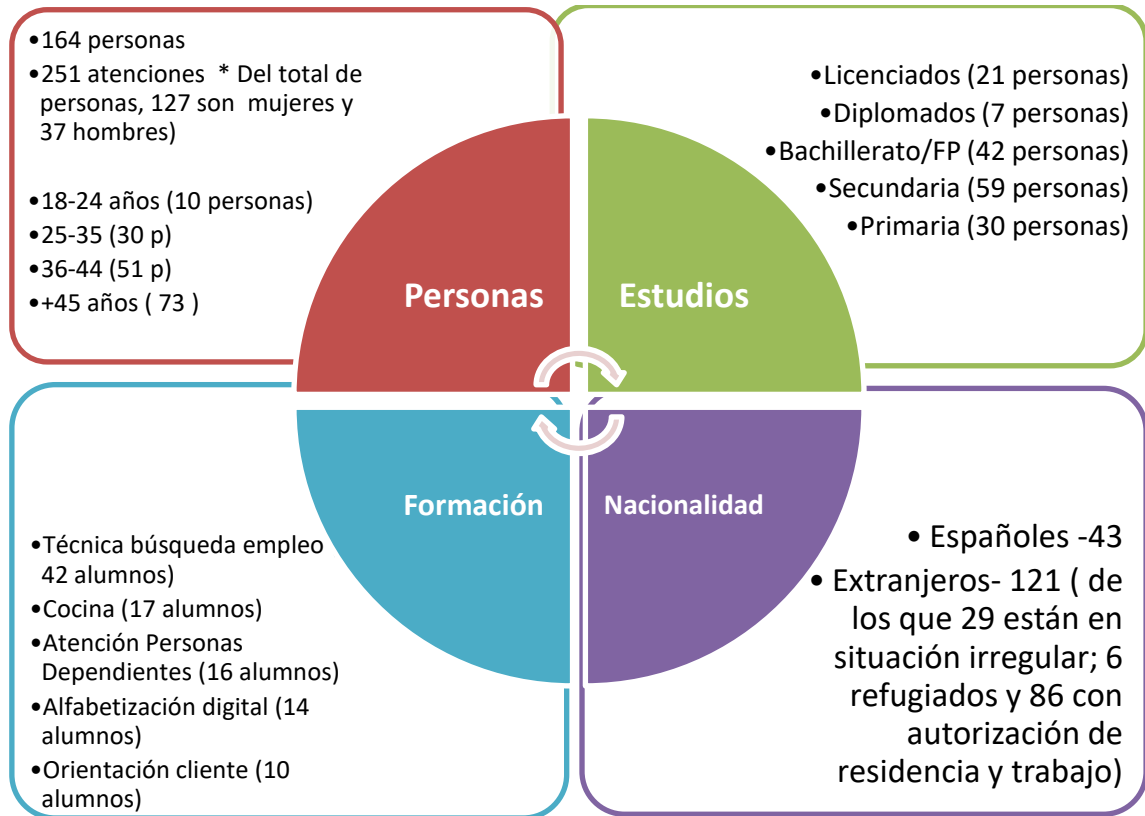 •164 personas
•251 atenciones * Del total de
personas, 127 son mujeres y
37 hombres)
•18-24 años (10 personas)
•25-35 (30 p)
•36-44 (51 p)
•+45 años ( 73 )
•Licenciados (21 personas)
•Diplomados (7 personas)
•Bachillerato/FP (42 personas)
•Secundaria (59 personas)
•Primaria (30 personas)
Personas
Estudios
Formación
Nacionalidad
•Técnica búsqueda empleo
42 alumnos)
•Cocina (17 alumnos)
•Atención Personas
Dependientes (16 alumnos)
•Alfabetización digital (14
alumnos)
•Orientación cliente (10
alumnos)
• Españoles -43
• Extranjeros- 121 ( de
los que 29 están en
situación irregular; 6
refugiados y 86 con
autorización de
residencia y trabajo)